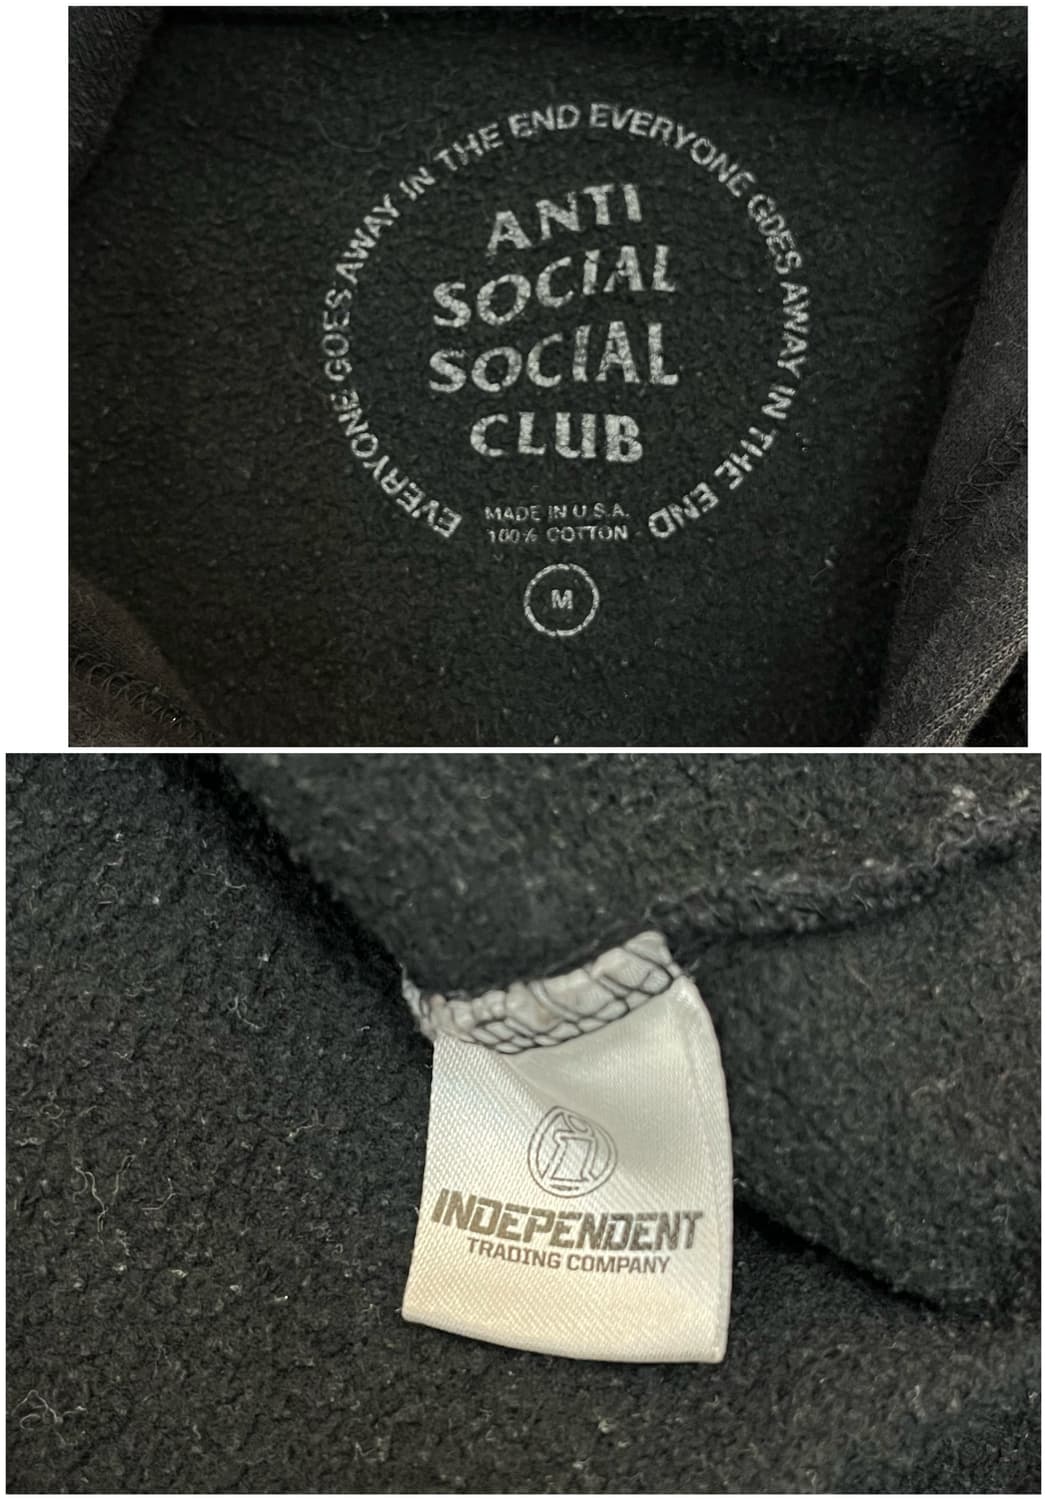 EVERYONE GOES AWAY IN THE END EVERYONE GOES AWAY IN THE END
ANTI
SOCIAL
SOCIAL
CLUB
MADE IN U.S.A.
100% COTTON
M
INDEPENDENT
TRADING COMPANY